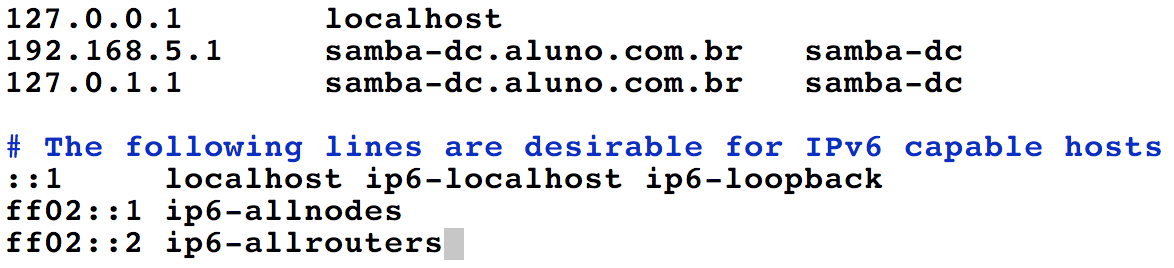 127.0.0.1 localhost
192.168.5.1 samba-dc.aluno.com.br samba-dc
127.0.1.1 samba-dc.aluno.com.br samba-dc
# The following lines are desirable for IPv6 capable hosts
::1 localhost ip6-localhost ip6-loopback
ff02::1 ip6-allnodes
ff02::2 ip6-allrouters